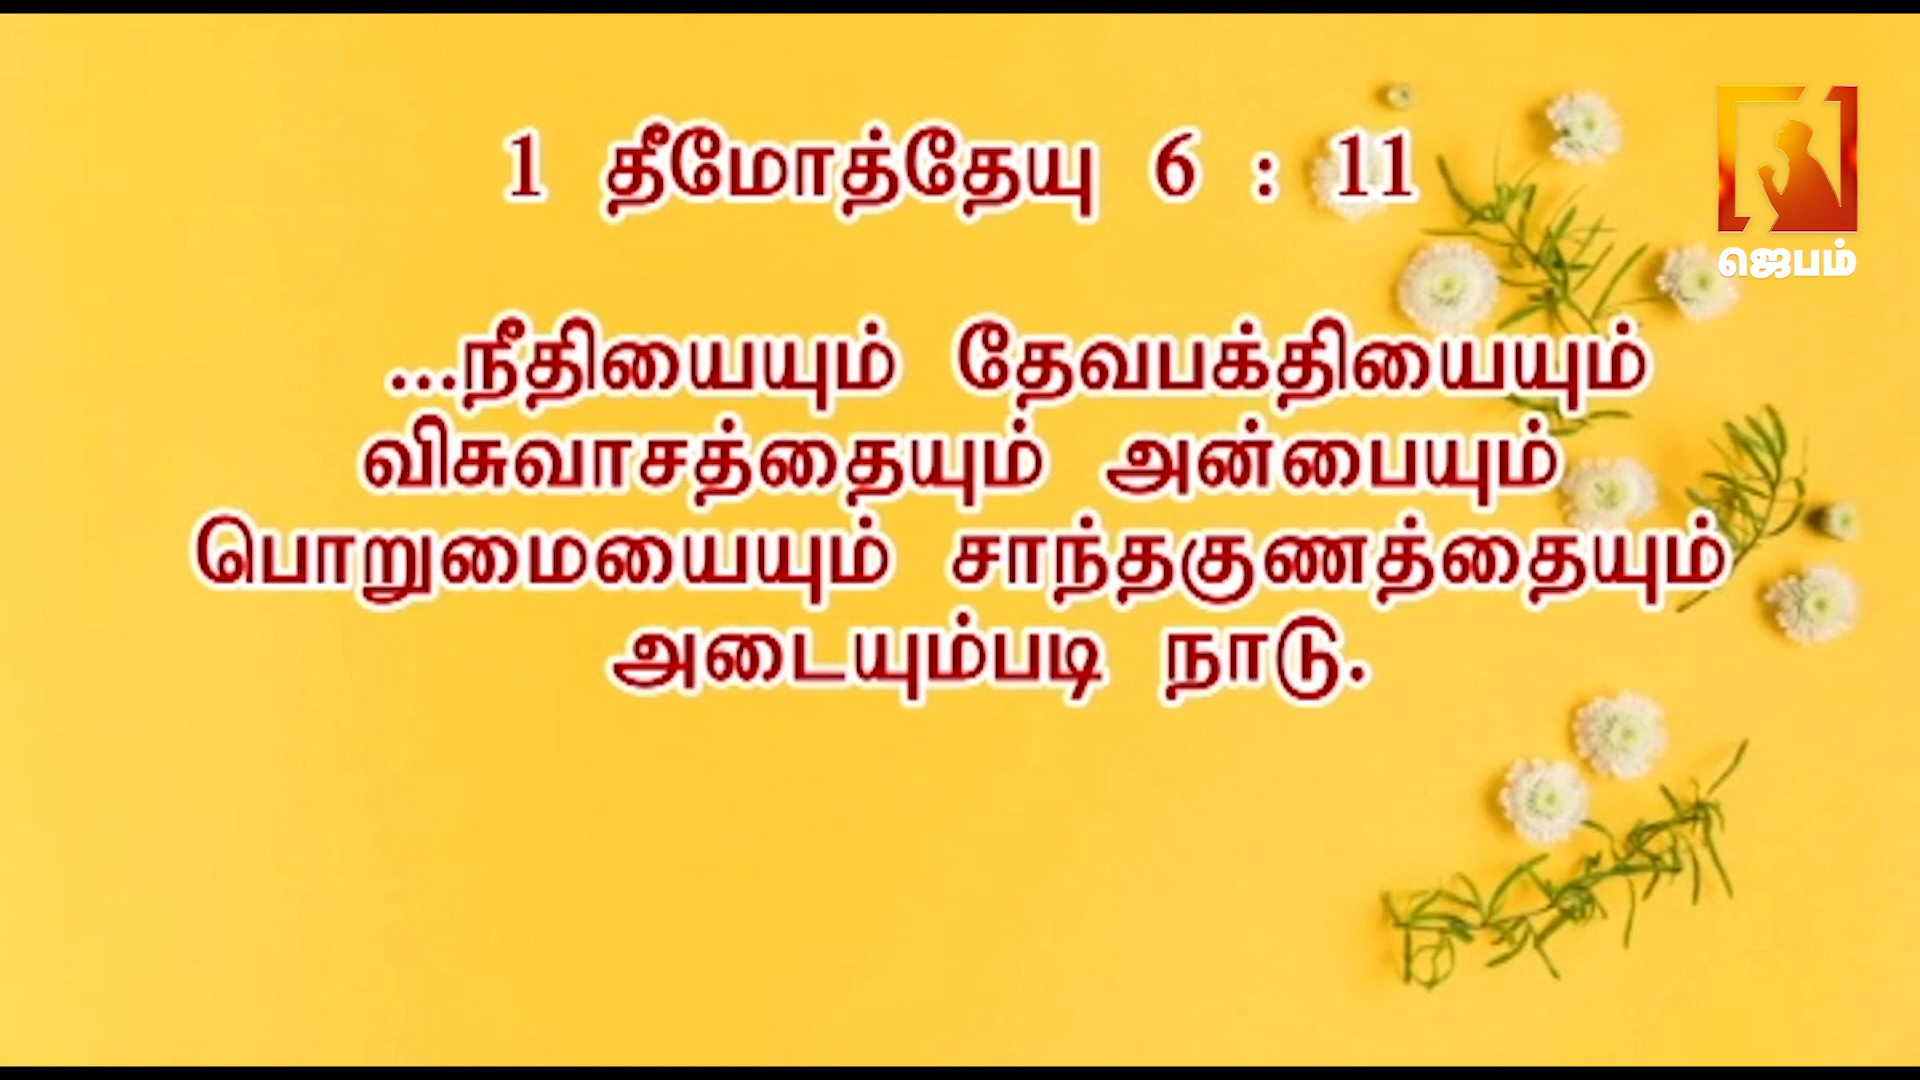 1 தீமோத்தேயு 6 : 11
ஜெபம்
...நீதியையும் தேவபக்தியையும்
விசுவாசத்தையும் அன்பையும்
பொறுமையையும் சாந்தகுணத்தையும்
அடையும்படி நாடு.